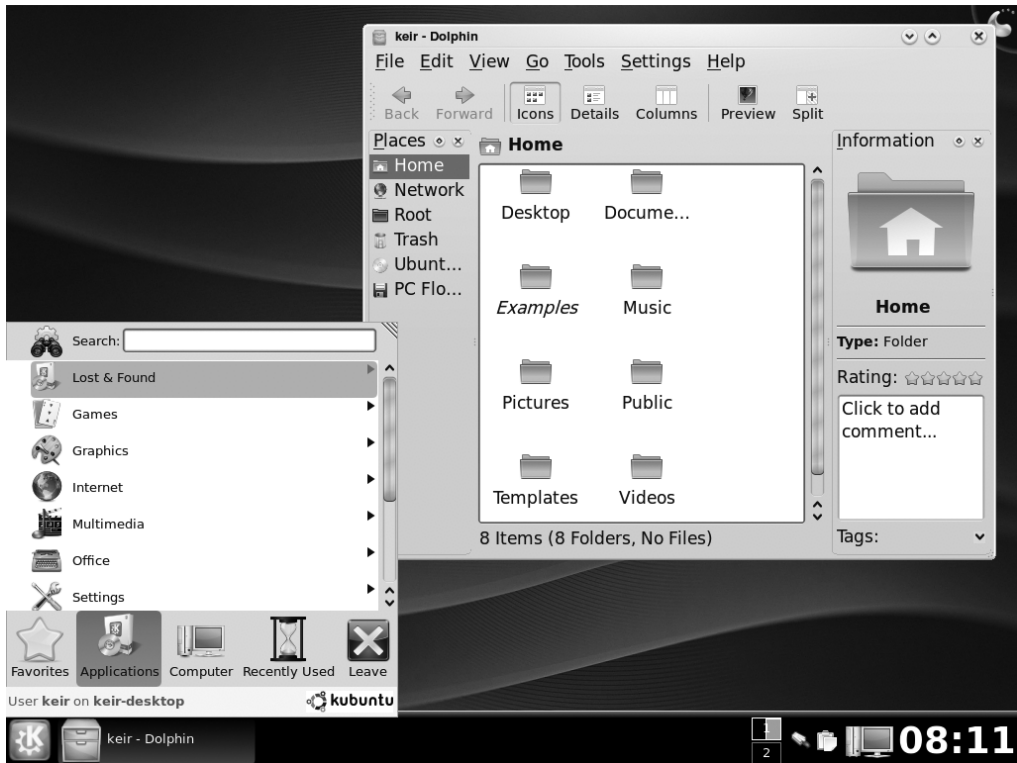 keir - Dolphin
File Edit View Go Tools Settings Help
Back Forward Icons Details Columns Preview Split
Places
Home
Network
Root
Trash
Ubunt...
PC Flo...
Home
Desktop Docume...
Examples Music
Pictures Public
Templates Videos
8 Items (8 Folders, No Files)
Information
Home
Type: Folder
Rating:
Click to add
comment...
Tags:
Search:
Lost & Found
Games
Graphics
Internet
Multimedia
Office
Settings
Favorites Applications Computer Recently Used Leave
User keir on keir-desktop kubuntu
keir - Dolphin
1
2
08:11